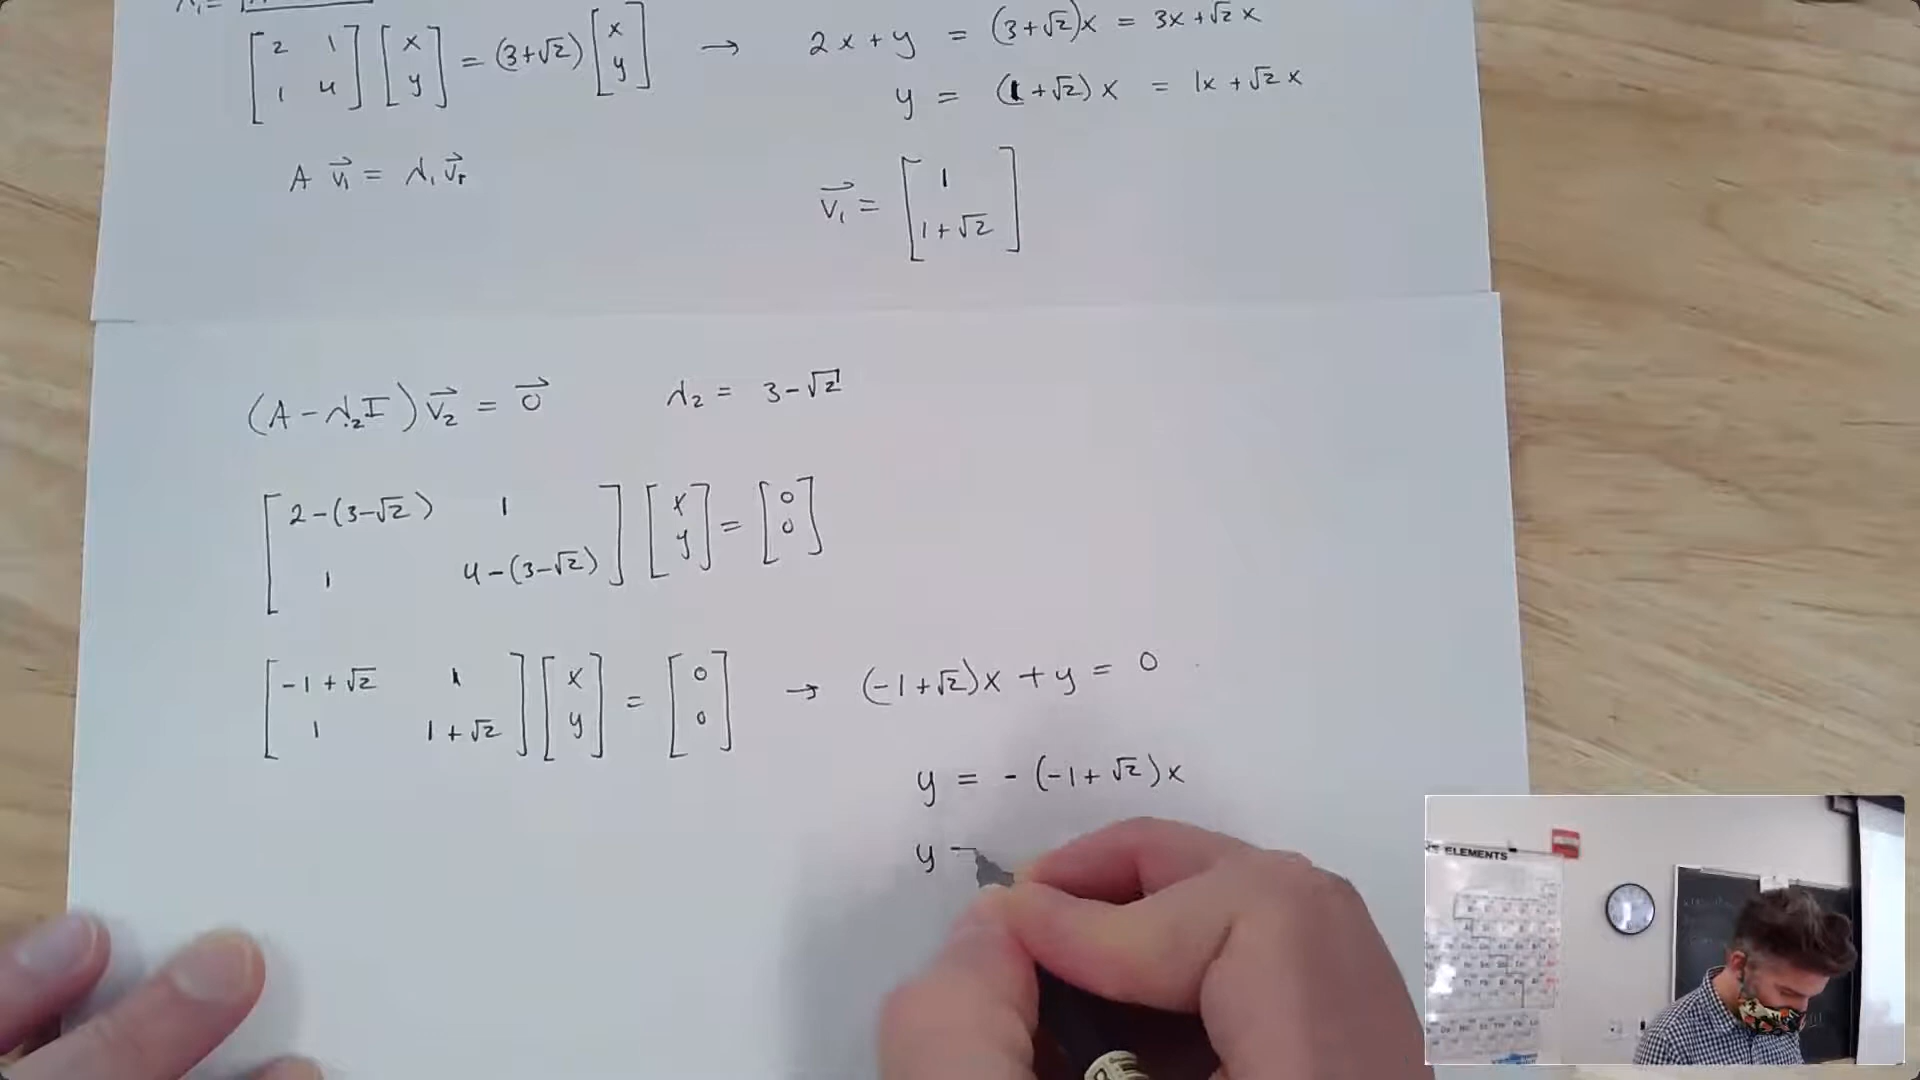 λ₁ =
[2 1; 1 4] [x; y] = (3+√2) [x; y] → 2x + y = (3+√2)x = 3x+√2 x
y = (1+√2) x = 1x + √2 x
A v⃗₁ = λ₁ v⃗₁
v⃗₁ = [1; 1+√2]
(A - λ₂I) v⃗₂ = 0⃗ λ₂ = 3-√2
[2-(3-√2) 1; 1 4-(3-√2)] [x; y] = [0; 0]
[-1+√2 1; 1 1+√2] [x; y] = [0; 0] → (-1+√2)x + y = 0
y = - (-1+√2)x
y =
ELEMENTS